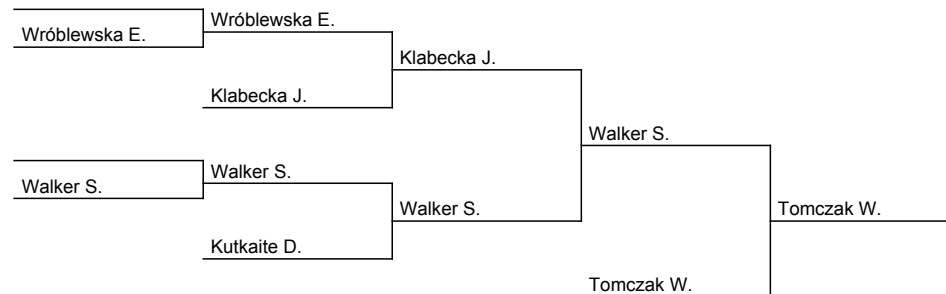 Wróblewska E.
Wróblewska E.
Klabecka J.
Klabecka J.
Walker S.
Walker S.
Walker S.
Walker S.
Tomczak W.
Kutkaite D.
Tomczak W.